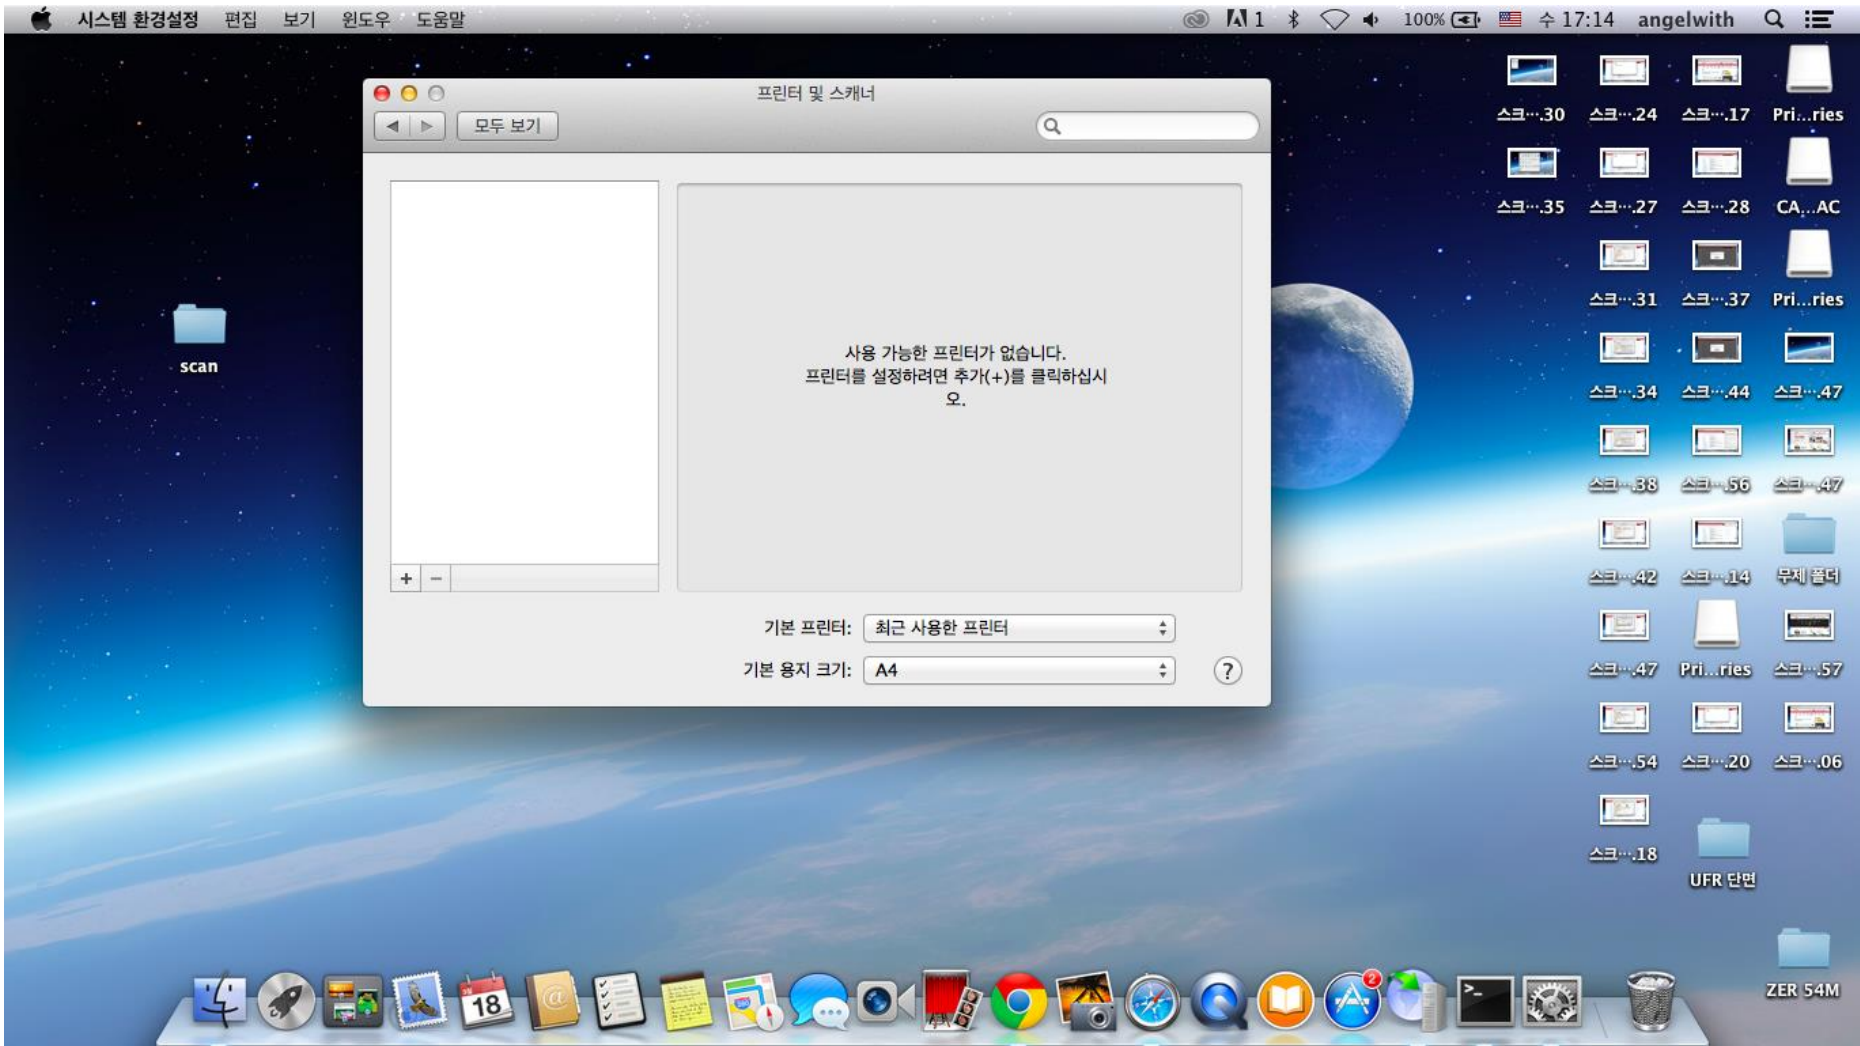 시스템 환경설정 편집 보기 윈도우 도움말
1 100% 수 17:14 angelwith
프린터 및 스캐너
모두 보기
사용 가능한 프린터가 없습니다.
프린터를 설정하려면 추가(+)를 클릭하십시
오.
+ −
기본 프린터: 최근 사용한 프린터
기본 용지 크기: A4 ?
scan
스크….30 스크….24 스크….17 Pri...ries
스크….35 스크….27 스크….28 CA...AC
스크….31 스크….37 Pri...ries
스크….34 스크….44 스크….47
스크….38 스크….56 스크….47
스크….42 스크….14 무제 폴더
스크….47 Pri...ries 스크….57
스크….54 스크….20 스크….06
스크….18
UFR 단면
ZER 54M
18
2